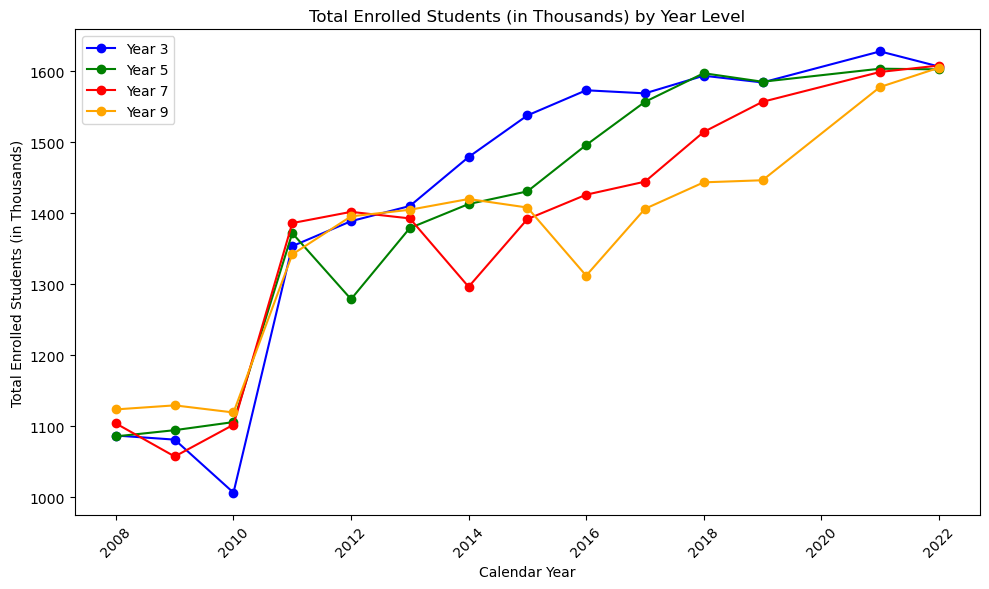 Total Enrolled Students (in Thousands) by Year Level
Year 3
Year 5
Year 7
Year 9
Total Enrolled Students (in Thousands)
1600
1500
1400
1300
1200
1100
1000
2008
2010
2012
2014
2016
2018
2020
2022
Calendar Year